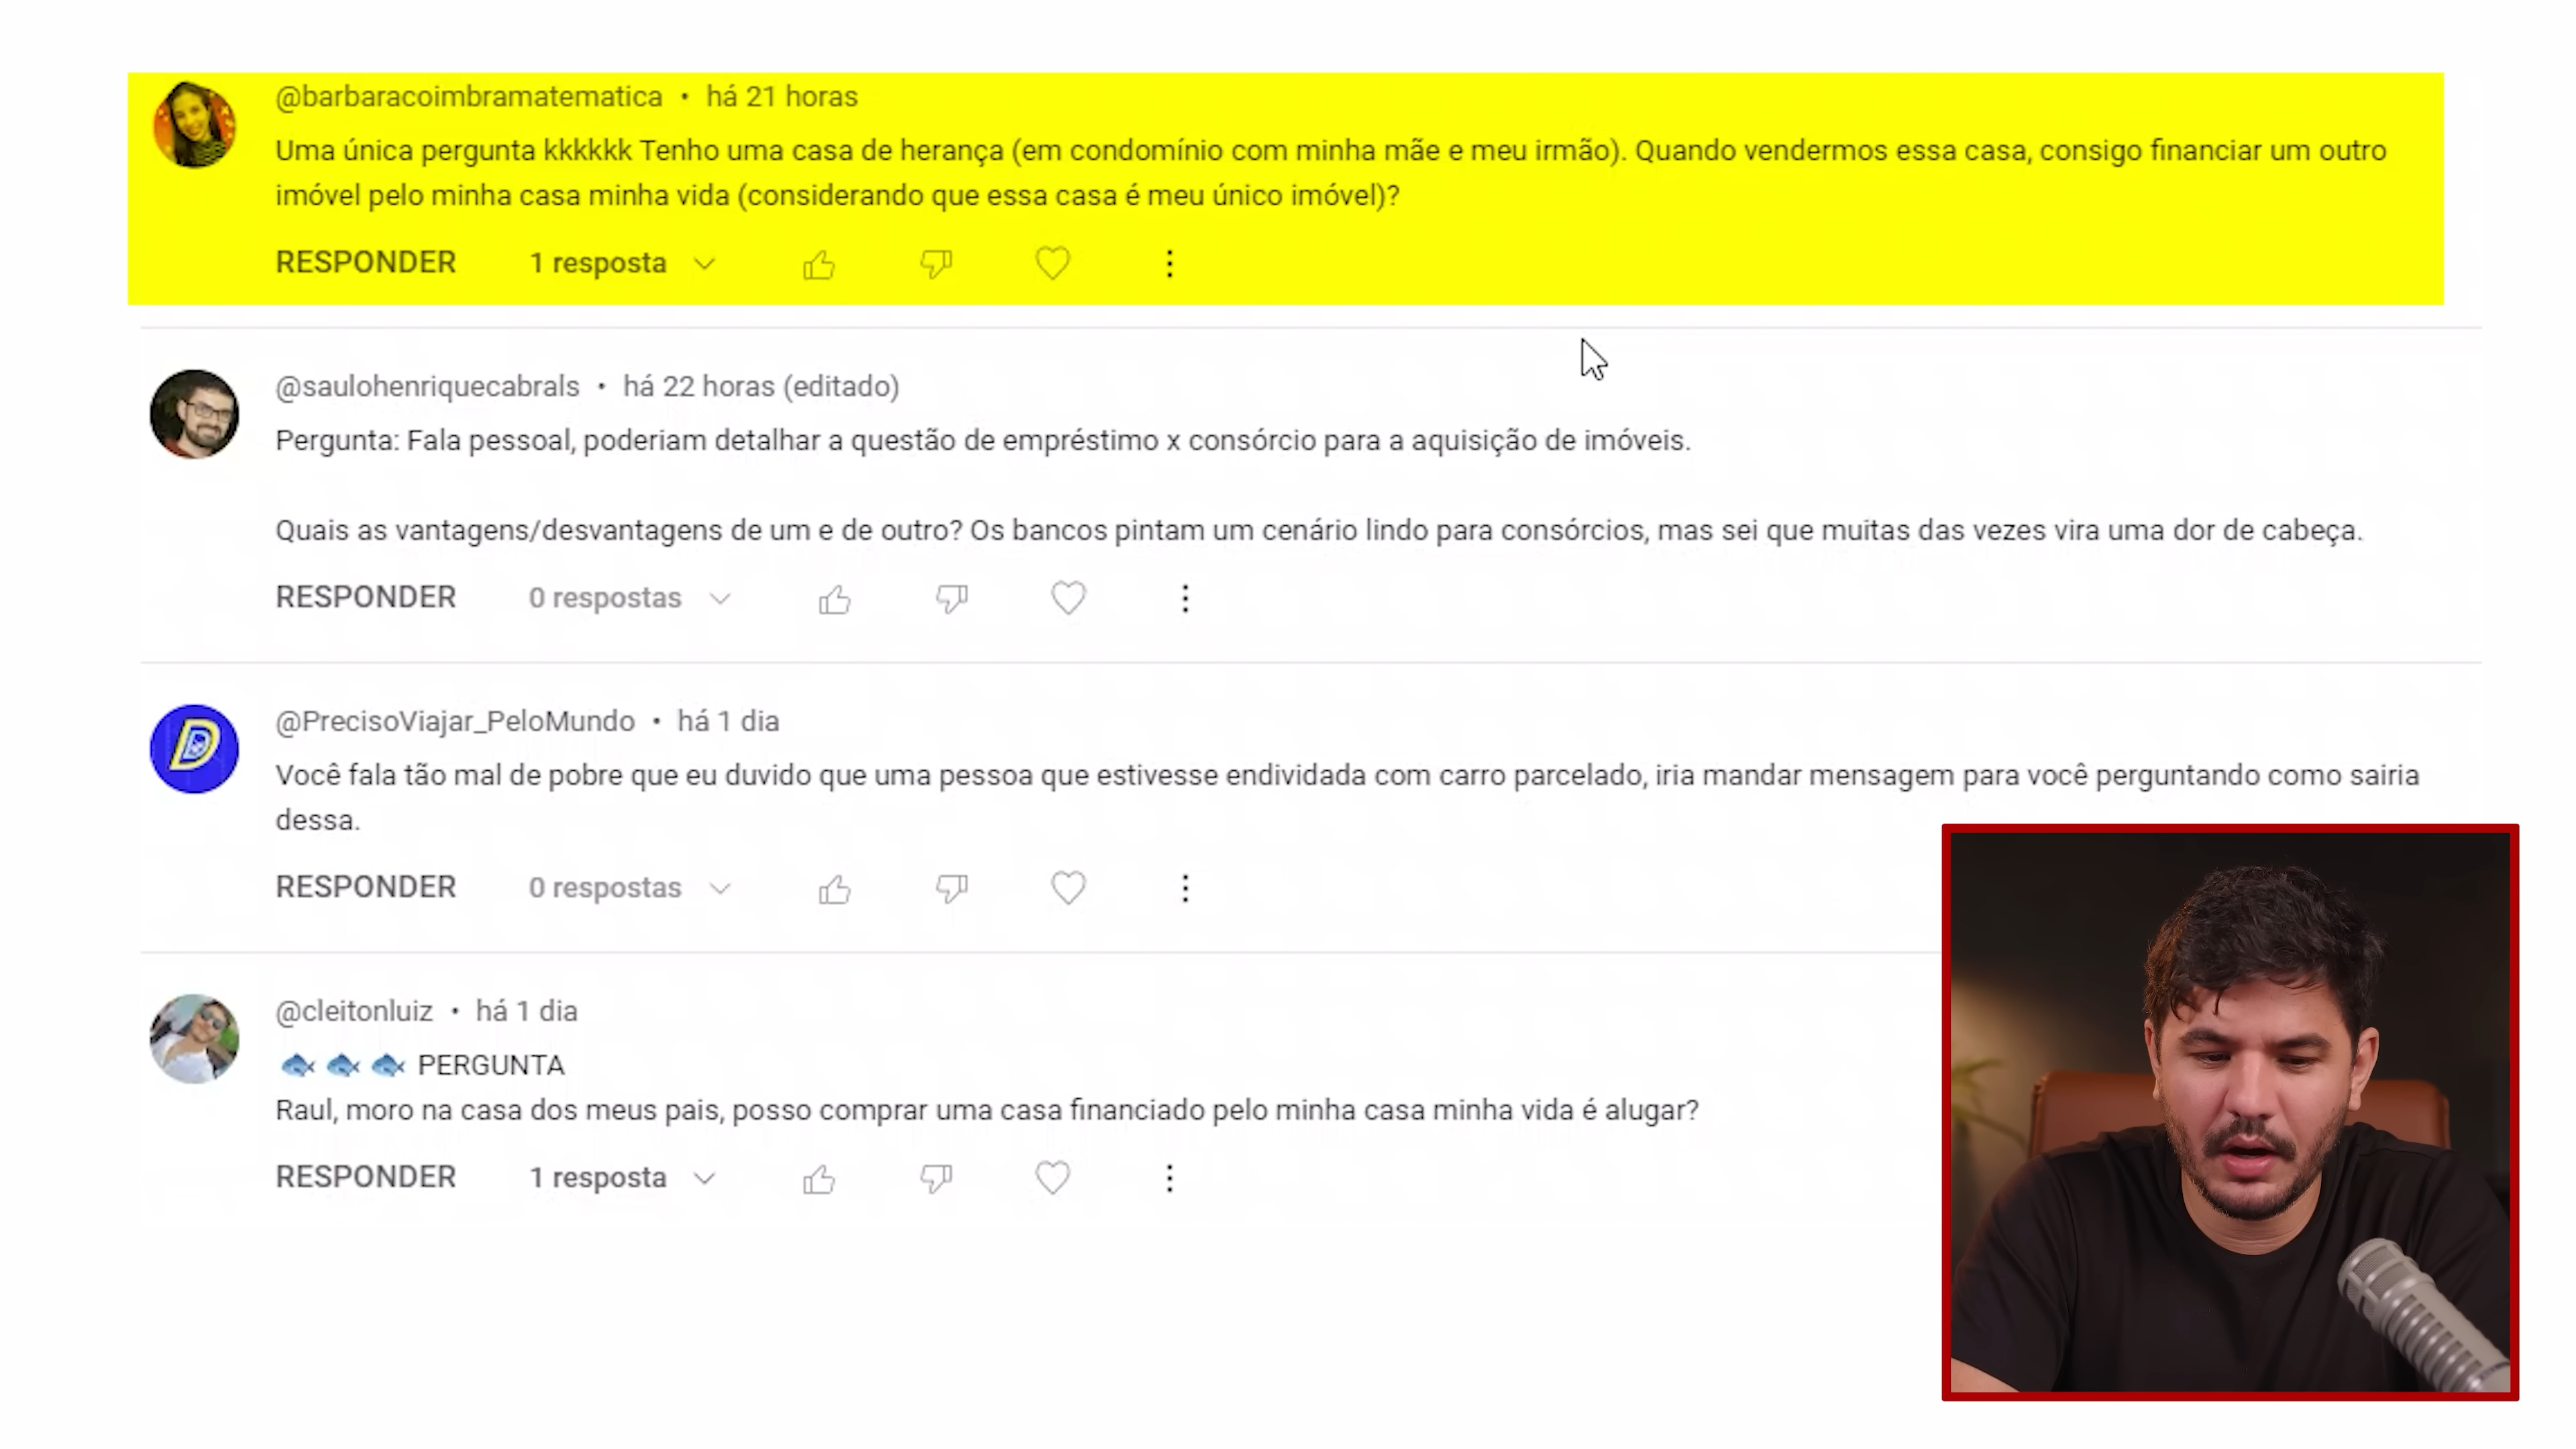 @barbaracoimbramatematica • há 21 horas
Uma única pergunta kkkkkk Tenho uma casa de herança (em condomínio com minha mãe e meu irmão). Quando vendermos essa casa, consigo financiar um outro
imóvel pelo minha casa minha vida (considerando que essa casa é meu único imóvel)?
RESPONDER 1 resposta
@saulohenriquecabrals • há 22 horas (editado)
Pergunta: Fala pessoal, poderiam detalhar a questão de empréstimo x consórcio para a aquisição de imóveis.
Quais as vantagens/desvantagens de um e de outro? Os bancos pintam um cenário lindo para consórcios, mas sei que muitas das vezes vira uma dor de cabeça.
RESPONDER 0 respostas
@PrecisoViajar_PeloMundo • há 1 dia
Você fala tão mal de pobre que eu duvido que uma pessoa que estivesse endividada com carro parcelado, iria mandar mensagem para você perguntando como sairia
dessa.
RESPONDER 0 respostas
@cleitonluiz • há 1 dia
🐟 🐟 🐟 PERGUNTA
Raul, moro na casa dos meus pais, posso comprar uma casa financiado pelo minha casa minha vida é alugar?
RESPONDER 1 resposta